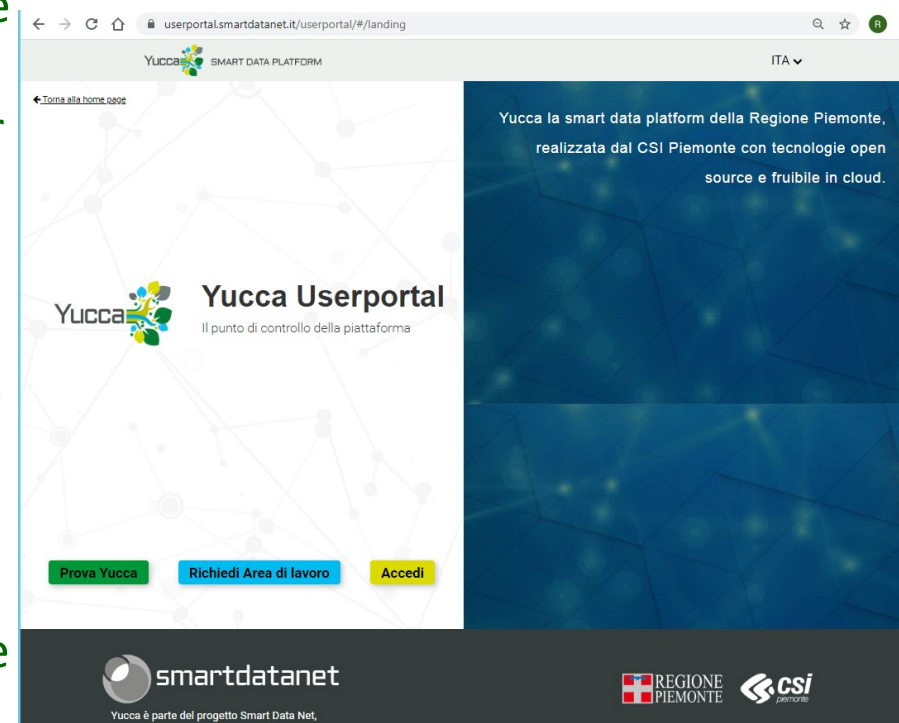 userportal.smartdatanet.it/userportal/#/landing
R
Yucca SMART DATA PLATFORM
ITA
Torna alla home page
Yucca la smart data platform della Regione Piemonte,
realizzata dal CSI Piemonte con tecnologie open
source e fruibile in cloud.
Yucca
Yucca Userportal
Il punto di controllo della piattaforma
Prova Yucca
Richiedi Area di lavoro
Accedi
smartdatanet
REGIONE
PIEMONTE
csi
piemonte
Yucca è parte del progetto Smart Data Net,